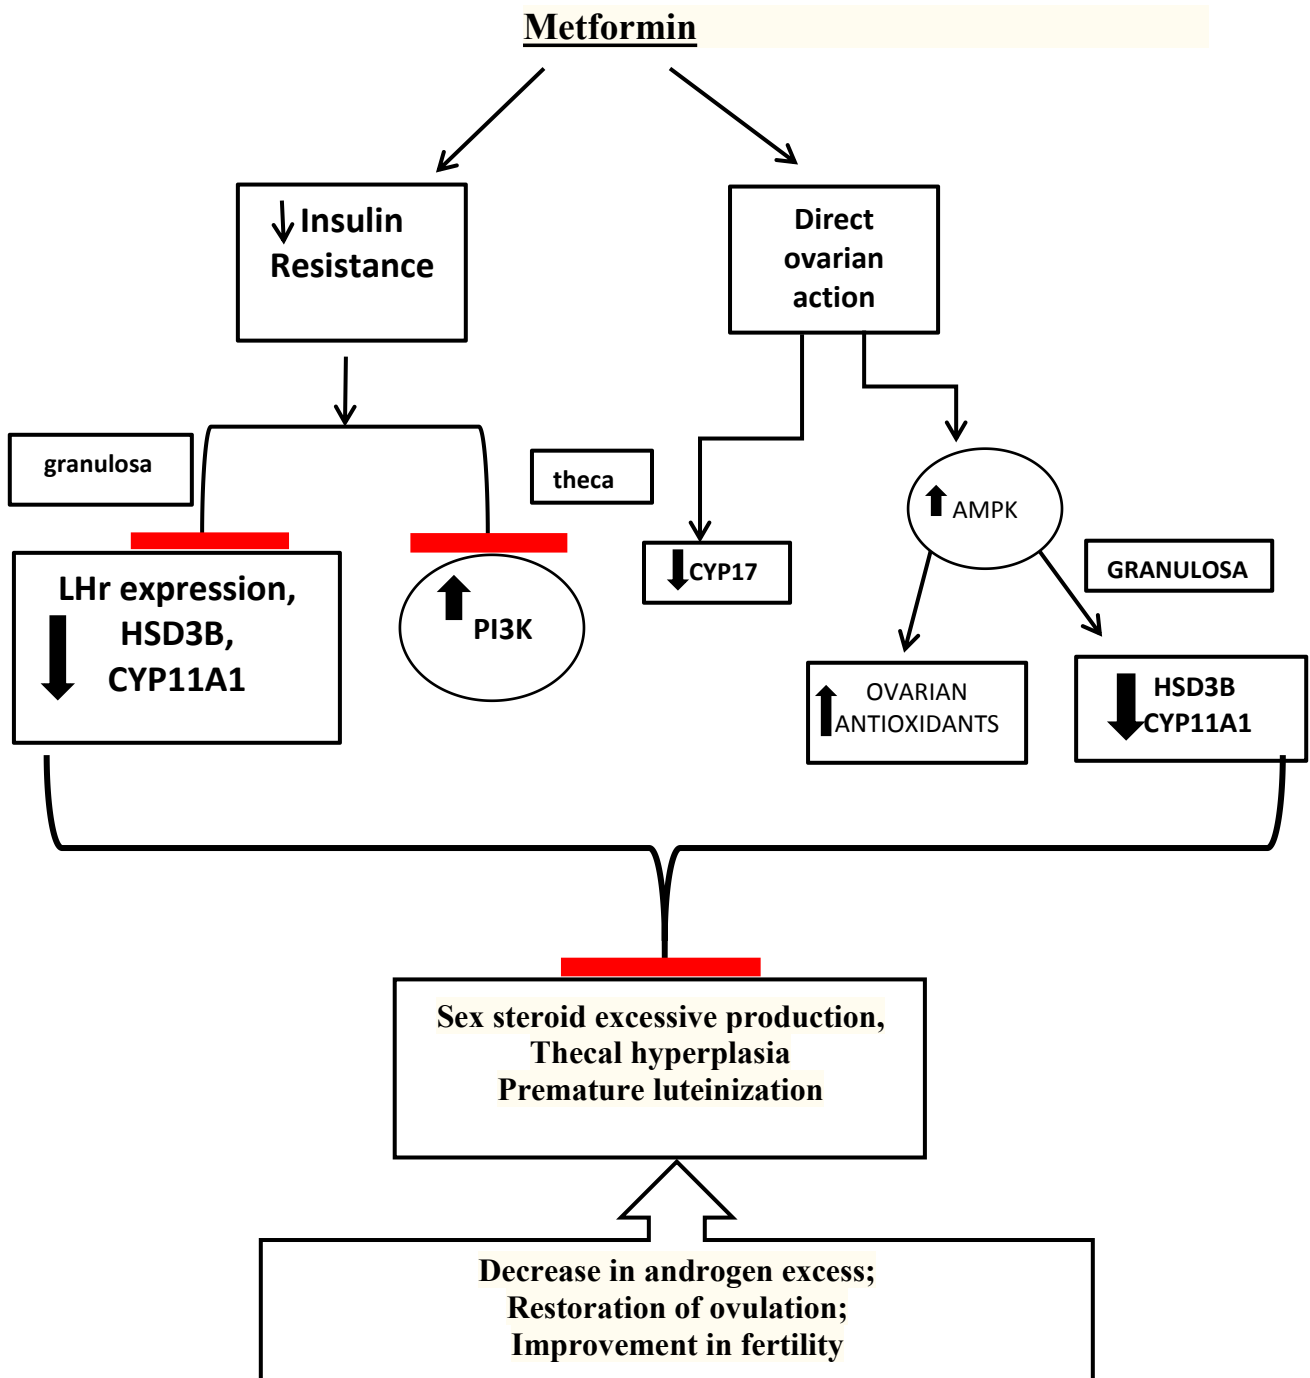 Metformin
Insulin
Resistance
Direct
ovarian
action
granulosa
theca
LHr expression,
HSD3B,
CYP11A1
PI3K
CYP17
AMPK
GRANULOSA
OVARIAN
ANTIOXIDANTS
HSD3B
CYP11A1
Sex steroid excessive production,
Thecal hyperplasia
Premature luteinization
Decrease in androgen excess;
Restoration of ovulation;
Improvement in fertility